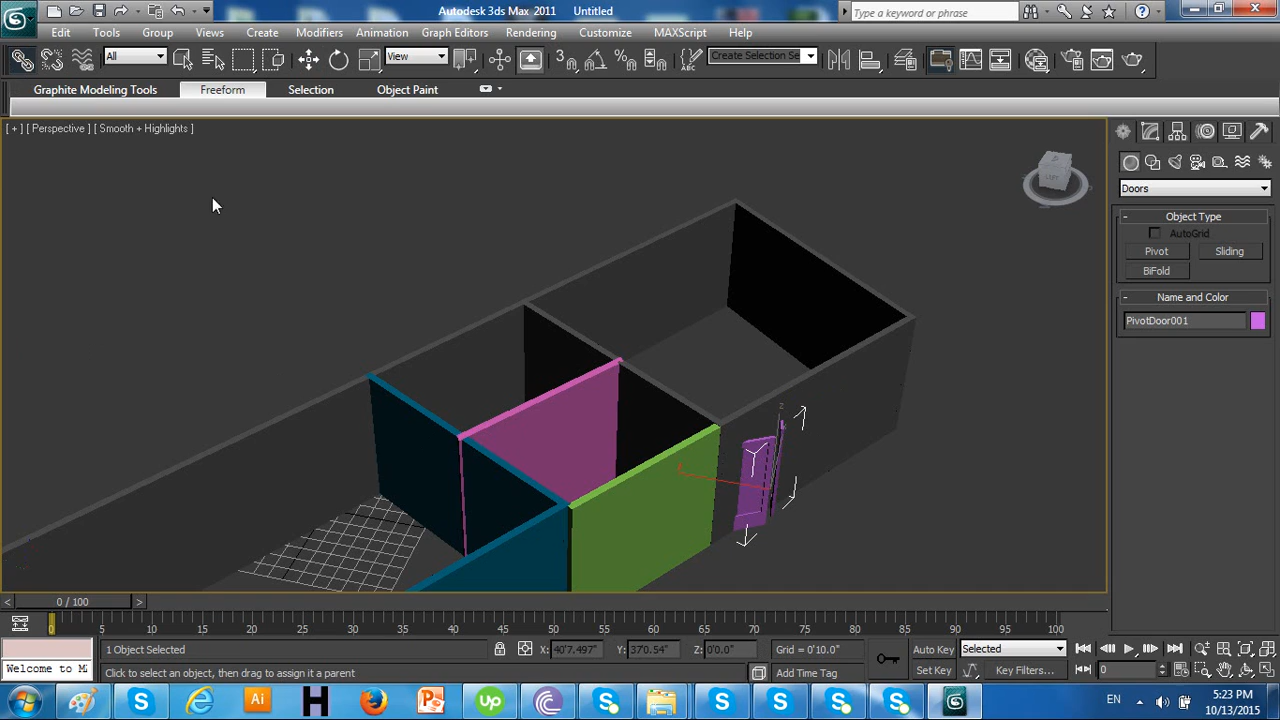 Autodesk 3ds Max 2011 Untitled
Type a keyword or phrase
Edit Tools Group Views Create Modifiers Animation Graph Editors Rendering Customize MAXScript Help
All View 3 Create Selection Se
Graphite Modeling Tools Freeform Selection Object Paint
[ + ] [ Perspective ] [ Smooth + Highlights ]
Doors
- Object Type
AutoGrid
Pivot Sliding
BiFold
- Name and Color
PivotDoor001
z
< 0 / 100 >
0 5 10 15 20 25 30 35 40 45 50 55 60 65 70 75 80 85 90 95 100
1 Object Selected X: 40'7.497" Y: 370.54" Z: 0'0.0" Grid = 0'10.0" Auto Key Selected
Welcome to M Click to select an object, then drag to assign it a parent Add Time Tag Set Key Key Filters... 0
Ai Up EN 5:23 PM
10/13/2015